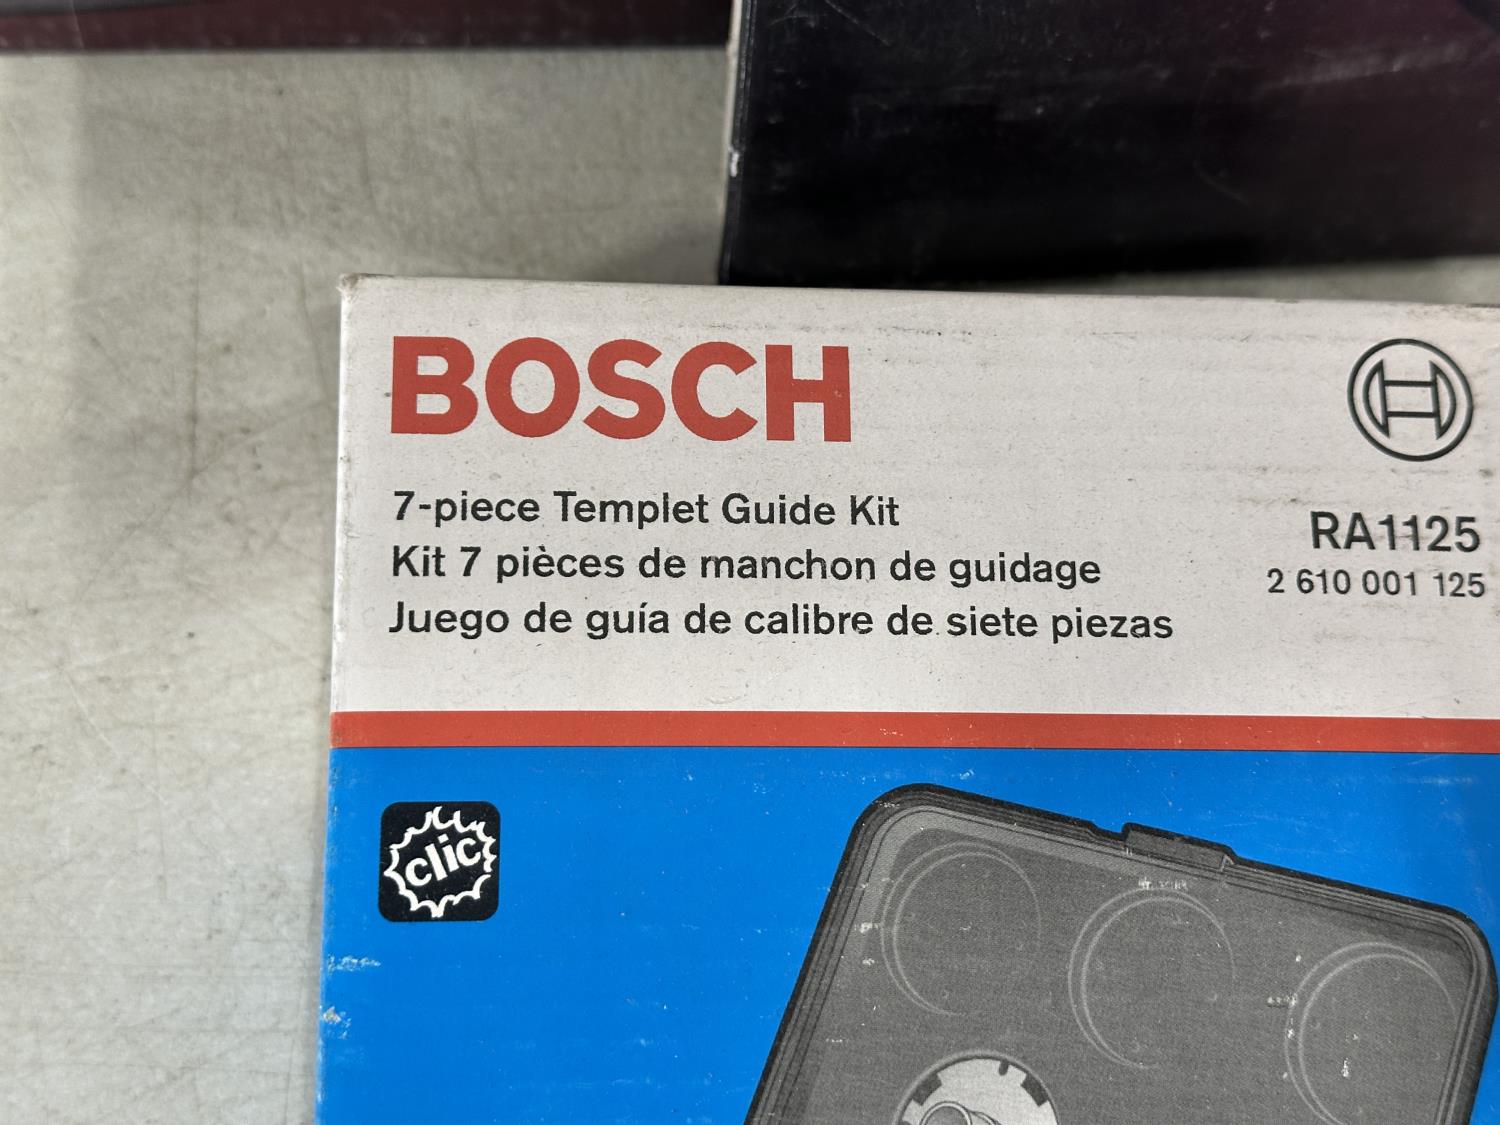 BOSCH
7-piece Templet Guide Kit
Kit 7 pièces de manchon de guidage
Juego de guía de calibre de siete piezas
RA1125
2 610 001 125
clic